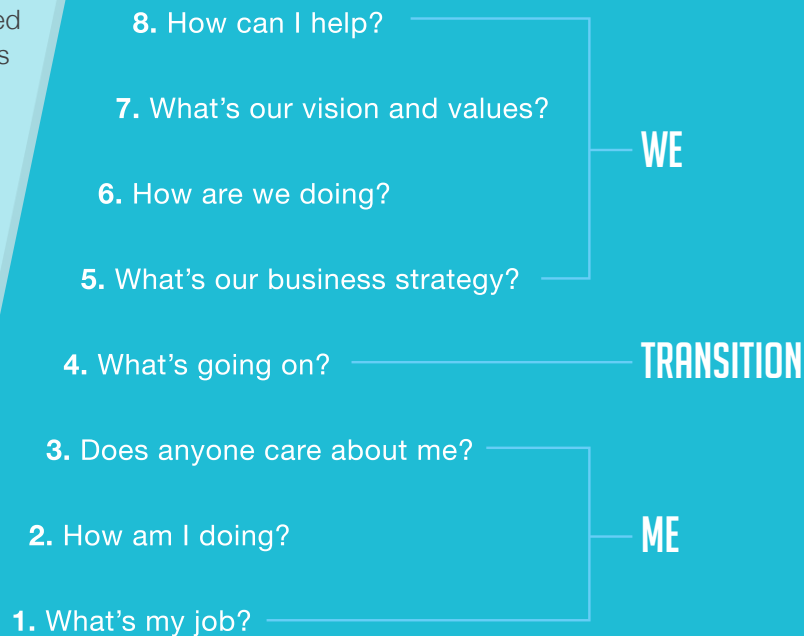 8. How can I help?
7. What’s our vision and values?
WE
6. How are we doing?
5. What’s our business strategy?
4. What’s going on?
TRANSITION
3. Does anyone care about me?
2. How am I doing?
ME
1. What’s my job?